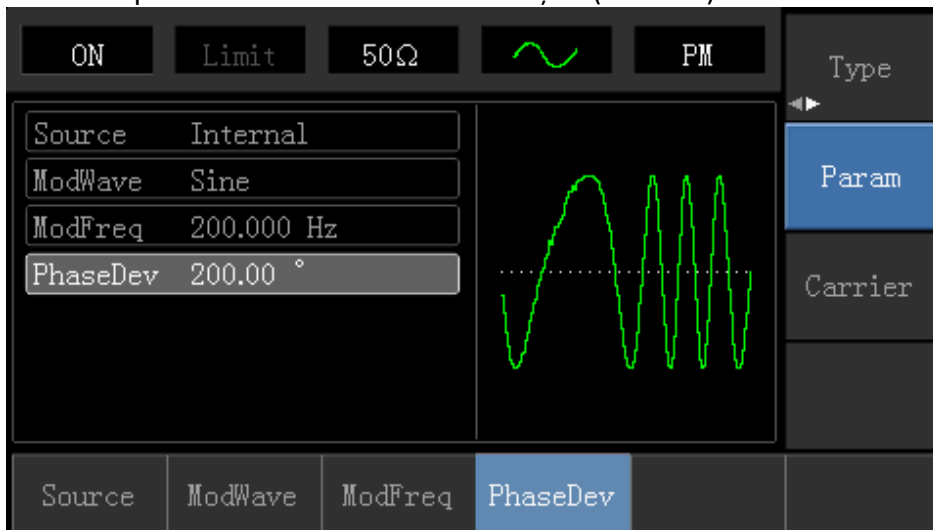 ON Limit 50Ω PM
Type
Source Internal
ModWave Sine
ModFreq 200.000 Hz
PhaseDev 200.00 °
Param
Carrier
Source ModWave ModFreq PhaseDev